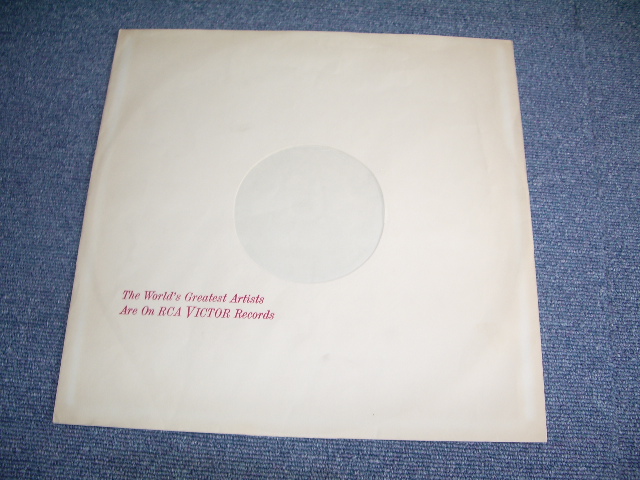 The World's Greatest Artists
Are On RCA VICTOR Records